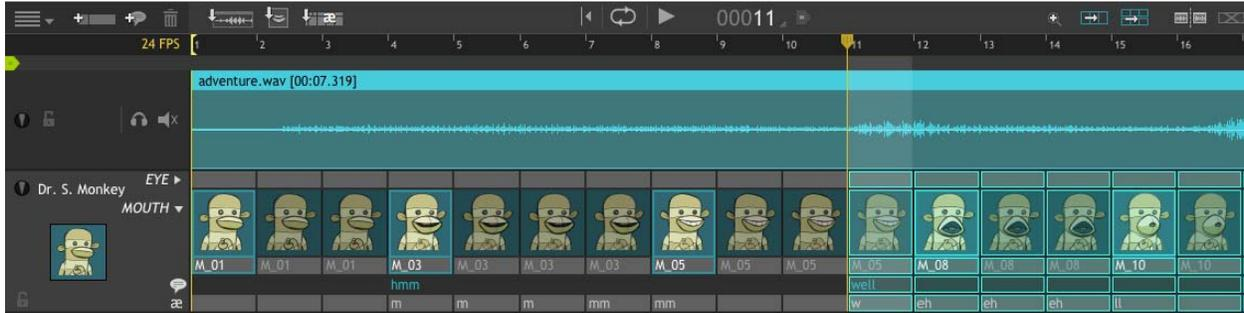 00011
24 FPS 1 2 3 4 5 6 7 8 9 10 11 12 13 14 15 16
adventure.wav [00:07.319]
Dr. S. Monkey
EYE
MOUTH
M_01 M_01 M_01 M_03 M_03 M_03 M_03 M_05 M_05 M_05 M_05 M_08 M_08 M_08 M_10 M_10
hmm well
æ m m m mm mm w eh eh eh ll